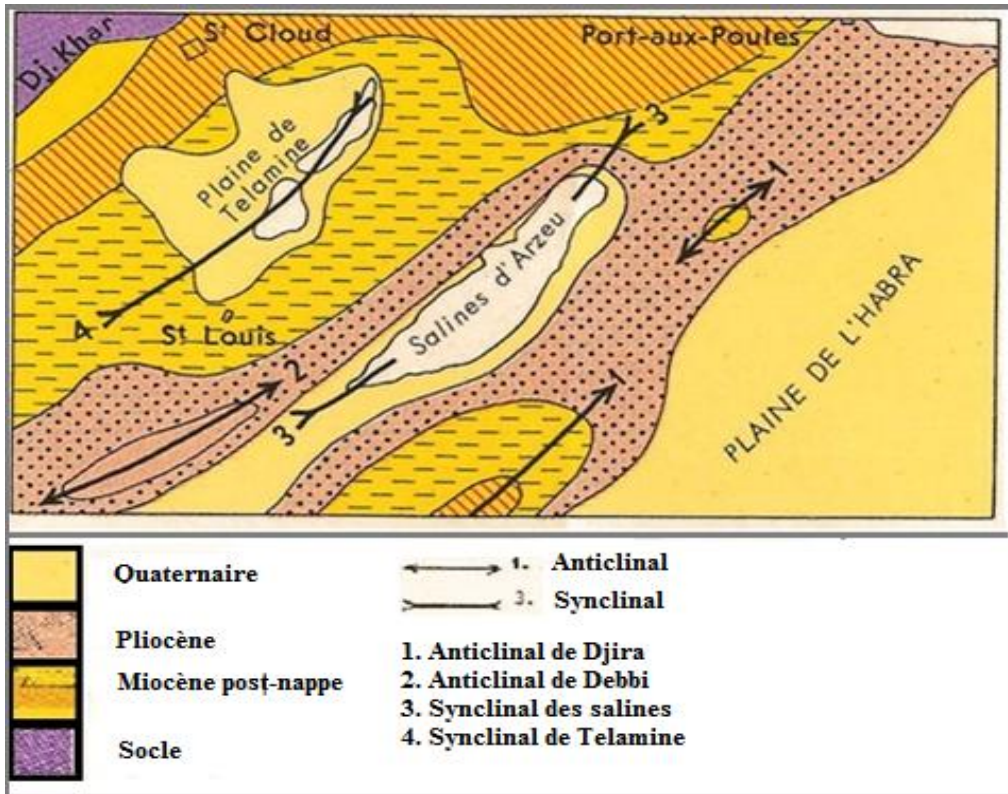 Dj. Khar
St Cloud
Port-aux-Poules
Plaine de
Telamine
3
1
4
St Louis
Salines d'Arzeu
2
3
1
PLAINE DE L'HABRA
Quaternaire
Pliocène
Miocène post-nappe
Socle
1. Anticlinal
3. Synclinal
1. Anticlinal de Djira
2. Anticlinal de Debbi
3. Synclinal des salines
4. Synclinal de Telamine